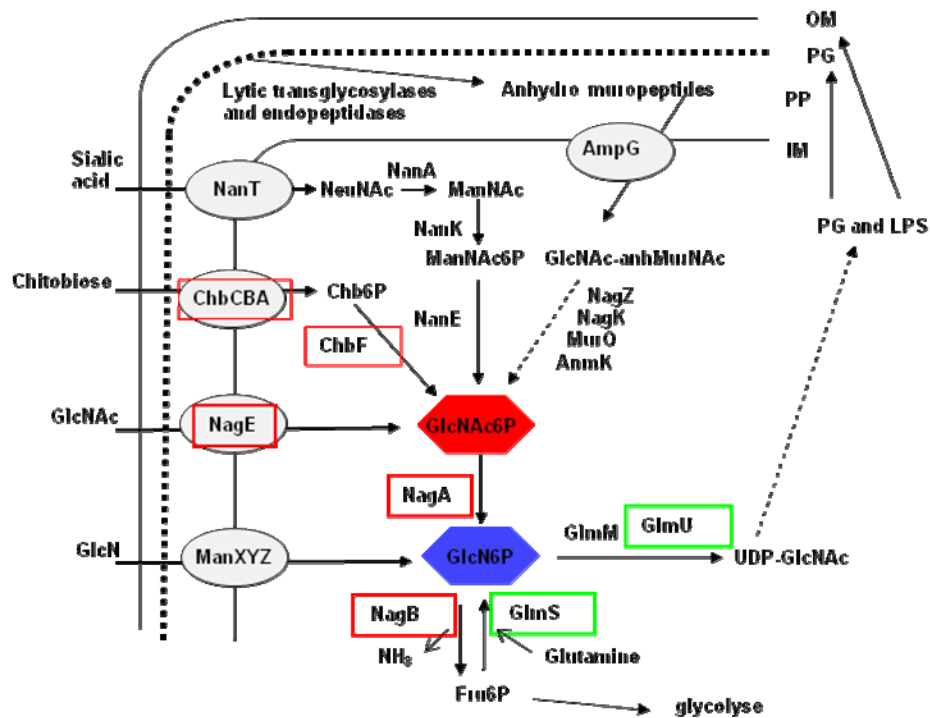 OM
PG
Lytic transglycosylases
and endopeptidases
Anhydro muropeptides
PP
IM
AmpG
Sialic
acid
NanT
NeuNAc
NanA
ManNAc
NanK
PG and LPS
ManNAc6P
GlcNAc-anhMurNAc
Chitobiose
ChbCBA
Chb6P
NagZ
NagK
MurQ
AnmK
NanE
ChbF
GlcNAc
NagE
GlcNAc6P
NagA
GlmM
GlmU
GlcN
ManXYZ
GlcN6P
UDP-GlcNAc
NagB
GlmS
NH₃
Glutamine
Fru6P
glycolyse